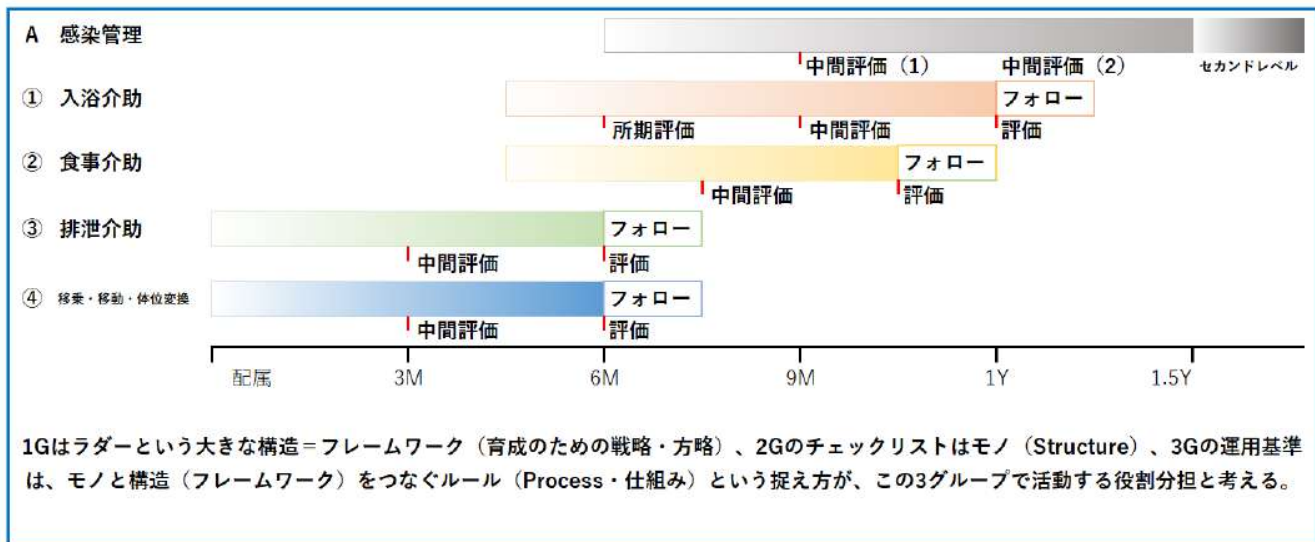 A 感染管理
中間評価（1） 中間評価（2） セカンドレベル
① 入浴介助 フォロー
所期評価 中間評価 評価
② 食事介助 フォロー
中間評価 評価
③ 排泄介助 フォロー
中間評価 評価
④ 移乗・移動・体位変換 フォロー
中間評価 評価
配属 3M 6M 9M 1Y 1.5Y
1Gはラダーという大きな構造＝フレームワーク（育成のための戦略・方略）、2Gのチェックリストはモノ（Structure）、3Gの運用基準
は、モノと構造（フレームワーク）をつなぐルール（Process・仕組み）という捉え方が、この3グループで活動する役割分担と考える。